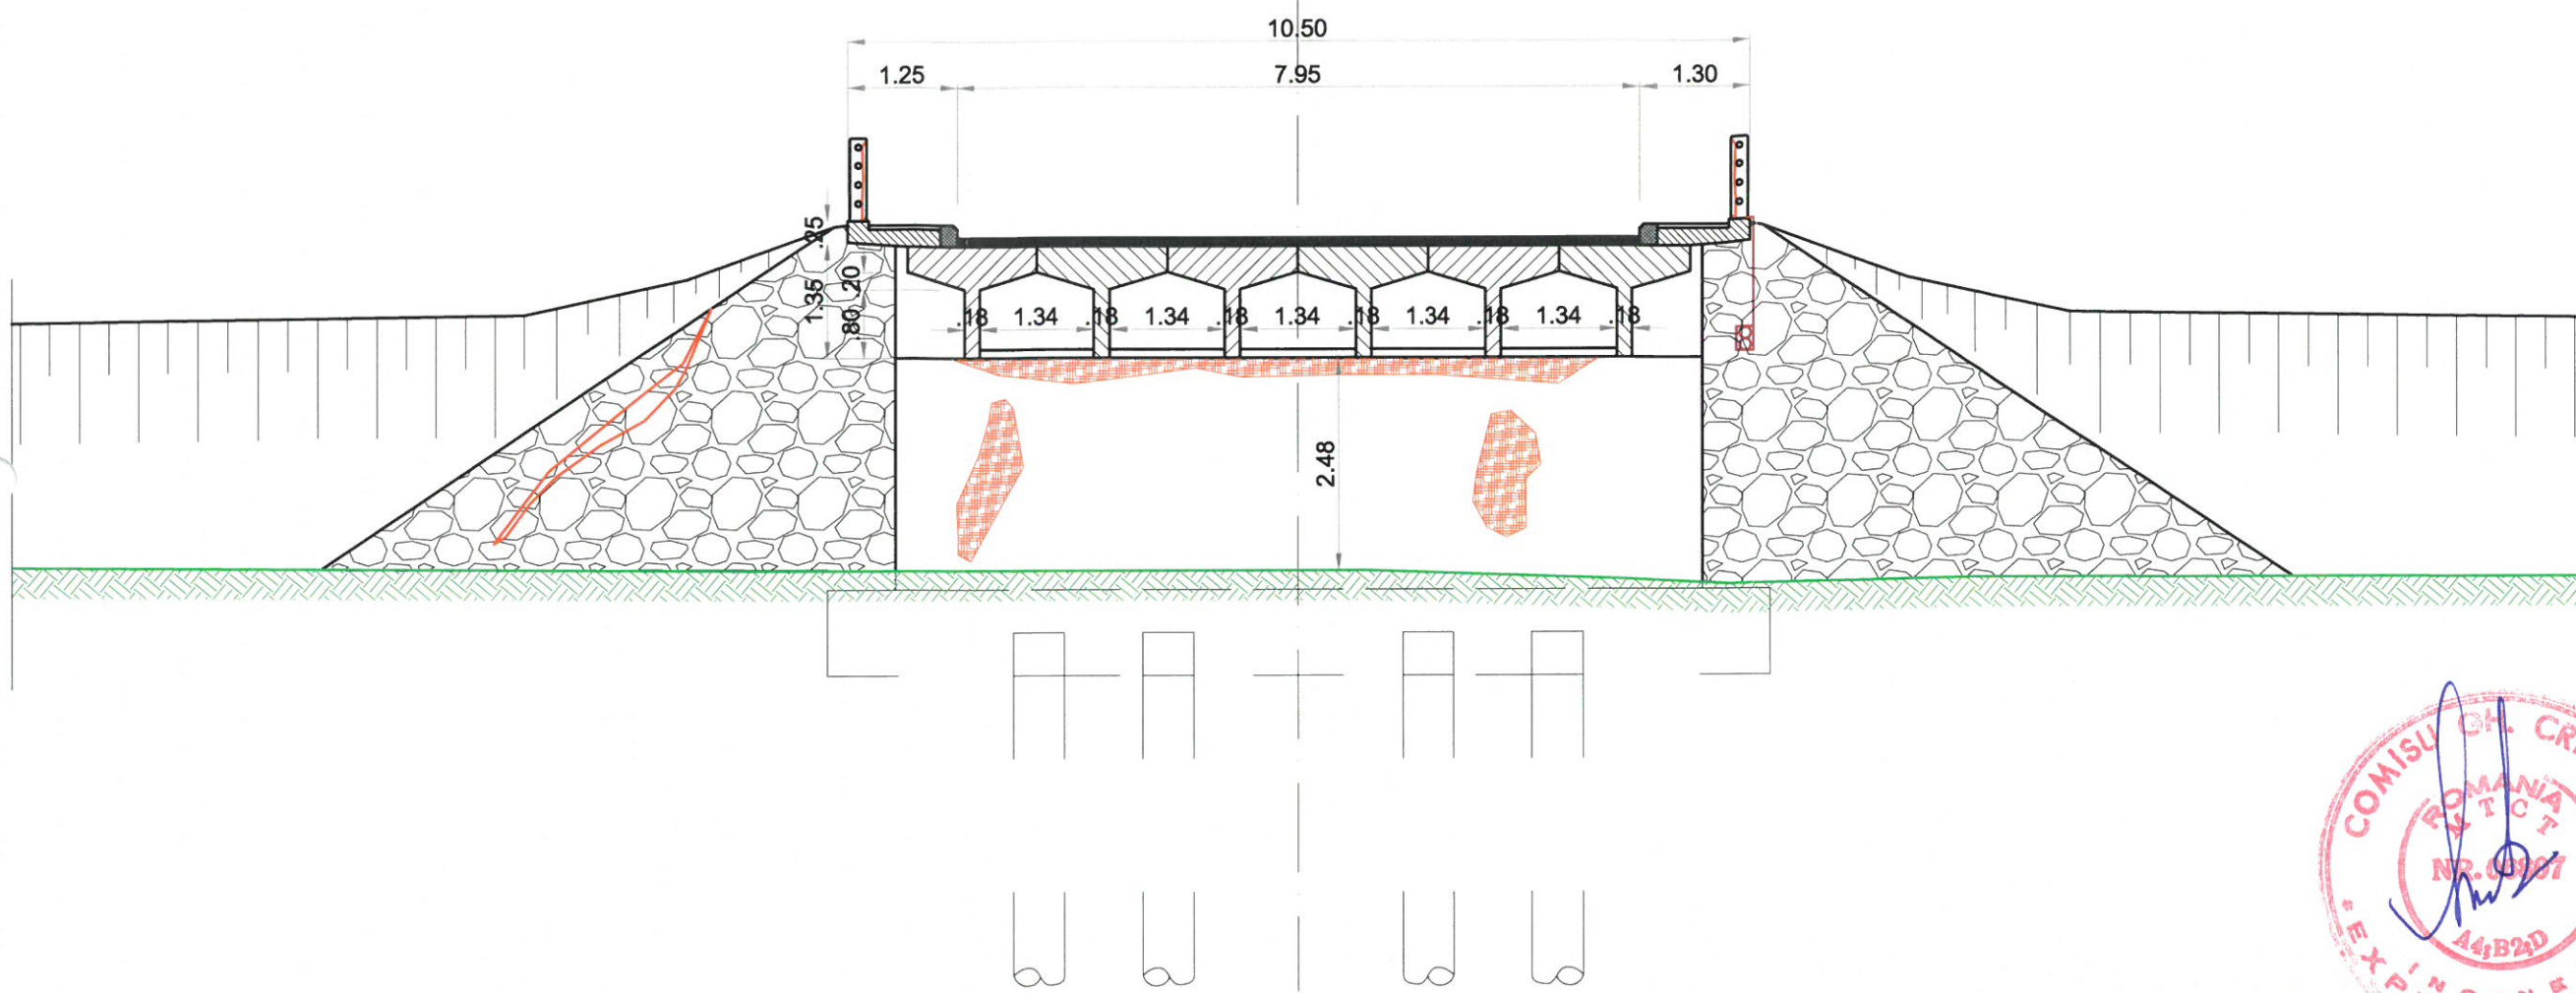 10.50
1.25 7.95 1.30
.25
1.35 .20 .80
.18 1.34 .18 1.34 .18 1.34 .18 1.34 .18 1.34 .18
2.48
COMISU GH.
ROMANIA
M T C T
A4;B2;D